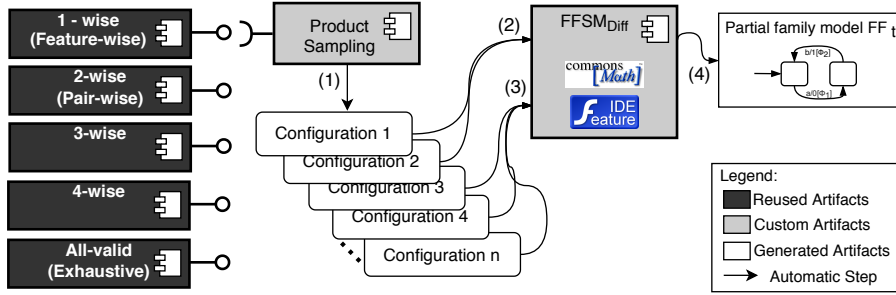 1 - wise
(Feature-wise)
2-wise
(Pair-wise)
3-wise
4-wise
All-valid
(Exhaustive)
Product
Sampling
(1)
Configuration 1
Configuration 2
Configuration 3
Configuration 4
Configuration n
(2)
(3)
FFSMDiff
commons
Math
TM
IDE
Feature
(4)
Partial family model FF t
b/1[Φ2]
a/0[Φ1]
Legend:
Reused Artifacts
Custom Artifacts
Generated Artifacts
Automatic Step